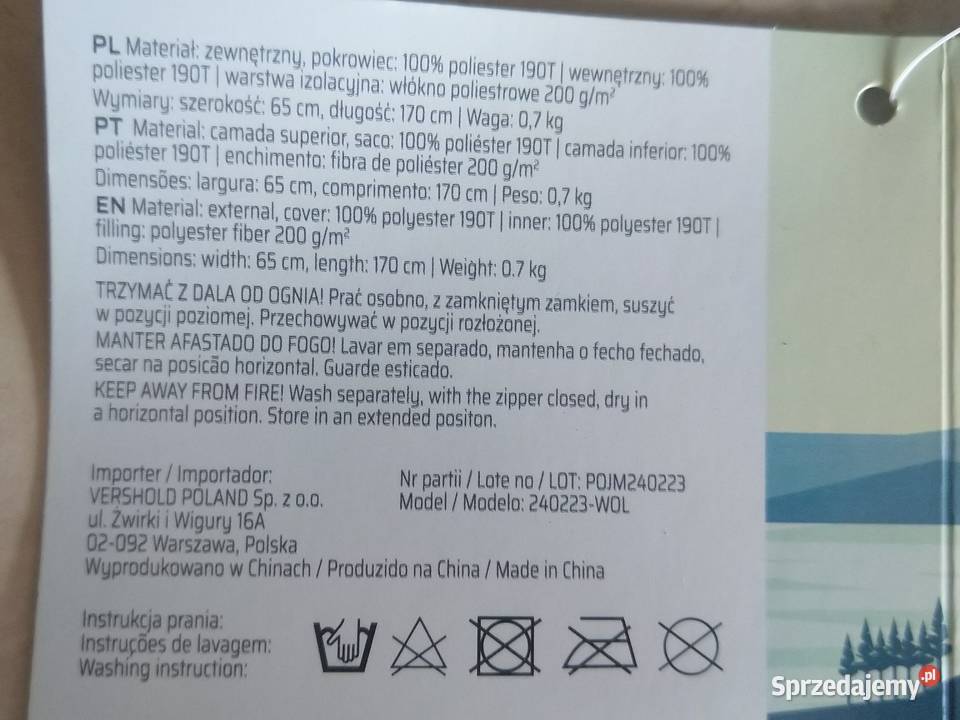 PL Materiał: zewnętrzny, pokrowiec: 100% poliester 190T | wewnętrzny: 100%
poliester 190T | warstwa izolacyjna: włókno poliestrowe 200 g/m²
Wymiary: szerokość: 65 cm, długość: 170 cm | Waga: 0,7 kg
PT Material: camada superior, saco: 100% poliéster 190T | camada inferior: 100%
poliéster 190T | enchimento: fibra de poliéster 200 g/m²
Dimensões: largura: 65 cm, comprimento: 170 cm | Peso: 0,7 kg
EN Material: external, cover: 100% polyester 190T | inner: 100% polyester 190T |
filling: polyester fiber 200 g/m²
Dimensions: width: 65 cm, length: 170 cm | Weight: 0.7 kg
TRZYMAĆ Z DALA OD OGNIA! Prać osobno, z zamkniętym zamkiem, suszyć
w pozycji poziomej. Przechowywać w pozycji rozłożonej.
MANTER AFASTADO DO FOGO! Lavar em separado, mantenha o fecho fechado,
secar na posicão horizontal. Guarde esticado.
KEEP AWAY FROM FIRE! Wash separately, with the zipper closed, dry in
a horizontal position. Store in an extended positon.
Importer / Importador:
VERSHOLD POLAND Sp. z o.o.
ul. Żwirki i Wigury 16A
02-092 Warszawa, Polska
Nr partii / Lote no / LOT: POJM240223
Model / Modelo: 240223-WOL
Wyprodukowano w Chinach / Produzido na China / Made in China
Instrukcja prania:
Instruções de lavagem:
Washing instruction:
Sprzedajemy.pl